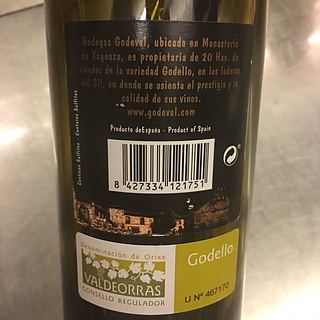 Bodegas Godeval, ubicada en Monasterio
de Xagoaza, es propietaria de 20 Has. de
viñedos de la variedad Godello, en las laderas
del Sil, en donde se asienta el prestigio y la
calidad de sus vinos.
www.godeval.com
Producto de España - Product of Spain
Contiene Sulfitos - Contains Sulfites
8 427334 121751
Denominación de Orixe
VALDEORRAS
CONSELLO REGULADOR
Godello
U Nº 467170